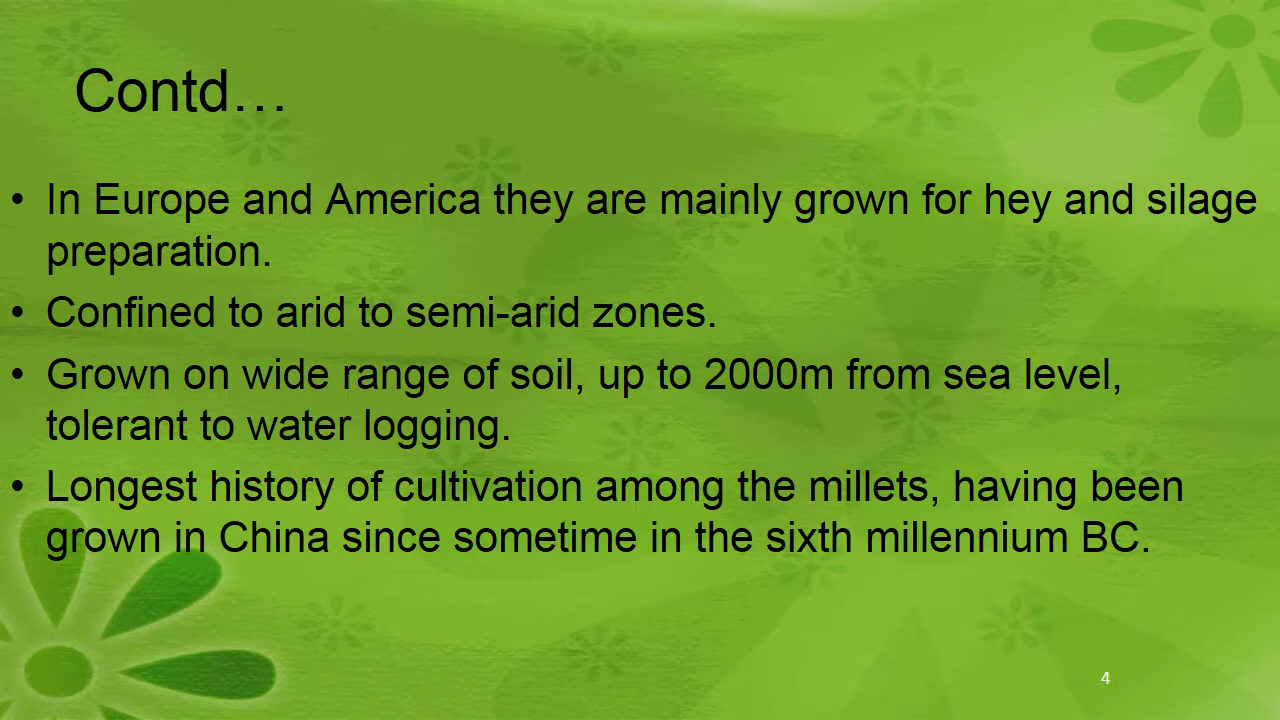 Contd…
• In Europe and America they are mainly grown for hey and silage
preparation.
• Confined to arid to semi-arid zones.
• Grown on wide range of soil, up to 2000m from sea level,
tolerant to water logging.
• Longest history of cultivation among the millets, having been
grown in China since sometime in the sixth millennium BC.
4